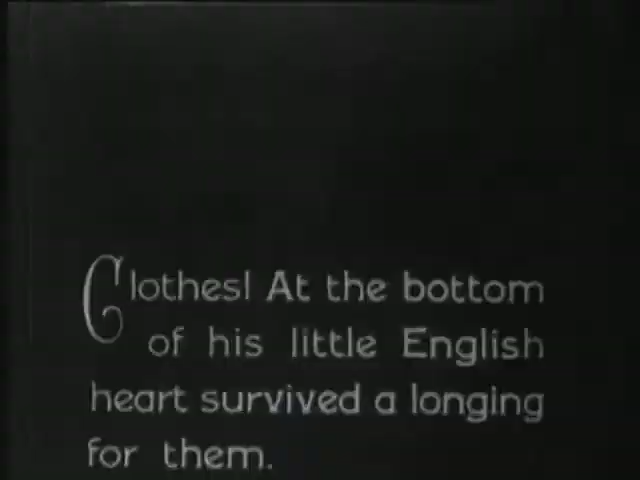 Clothes! At the bottom
of his little English
heart survived a longing
for them.